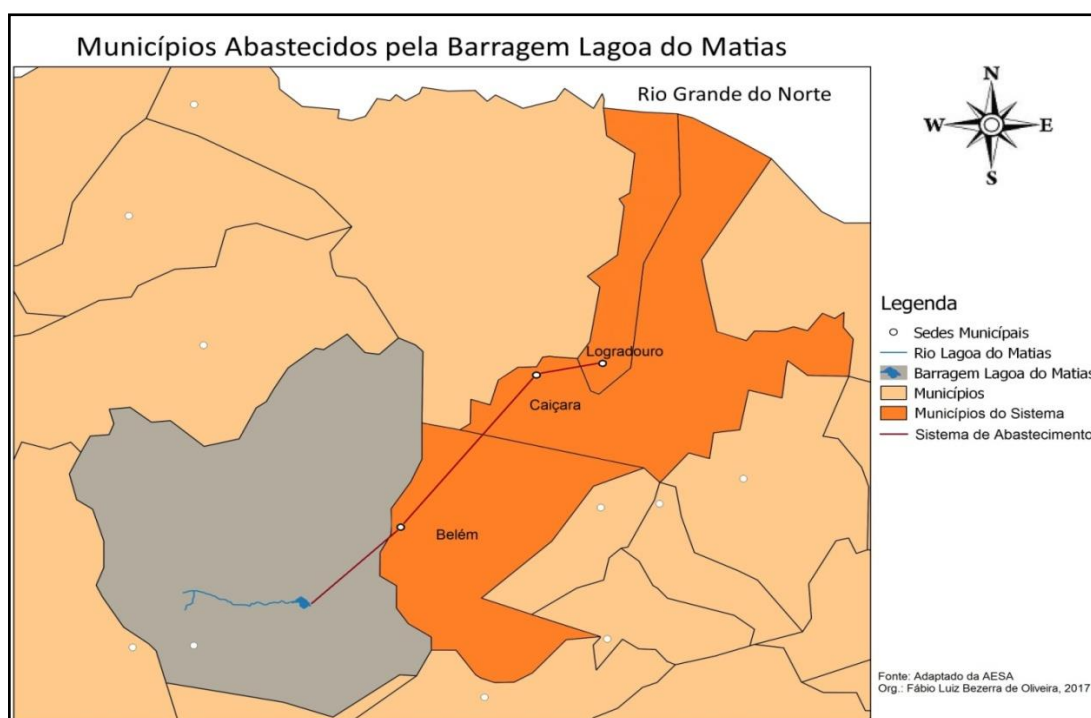 Municípios Abastecidos pela Barragem Lagoa do Matias
Rio Grande do Norte
N
W
E
S
Logradouro
Caiçara
Belém
Legenda
Sedes Municípais
Rio Lagoa do Matias
Barragem Lagoa do Matias
Municípios
Municípios do Sistema
Sistema de Abastecimento
Fonte: Adaptado da AESA
Org.: Fábio Luiz Bezerra de Oliveira, 2017